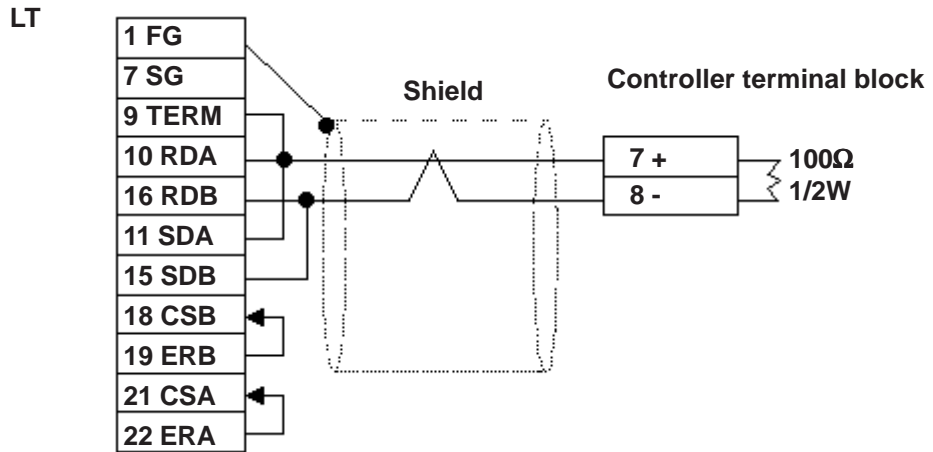 LT
1 FG
7 SG
9 TERM
10 RDA
16 RDB
11 SDA
15 SDB
18 CSB
19 ERB
21 CSA
22 ERA
Shield
Controller terminal block
7 +
8 -
100Ω
1/2W